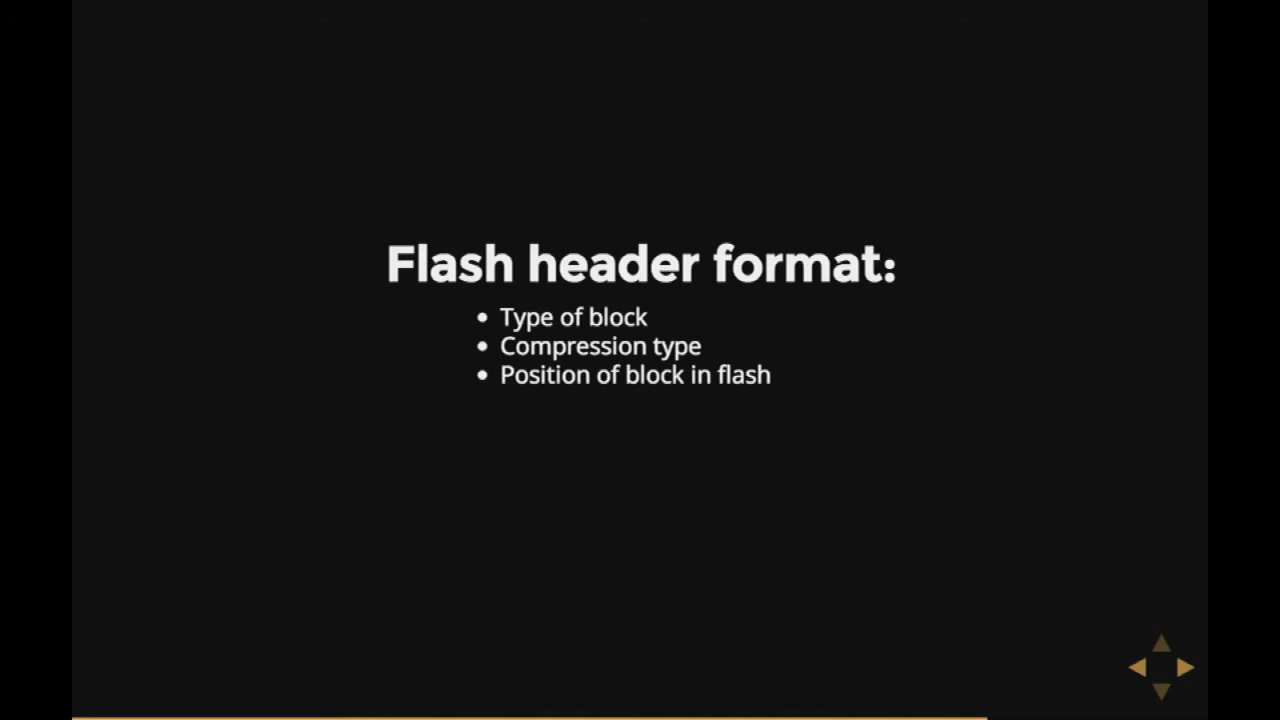 Flash header format:
Type of block
Compression type
Position of block in flash